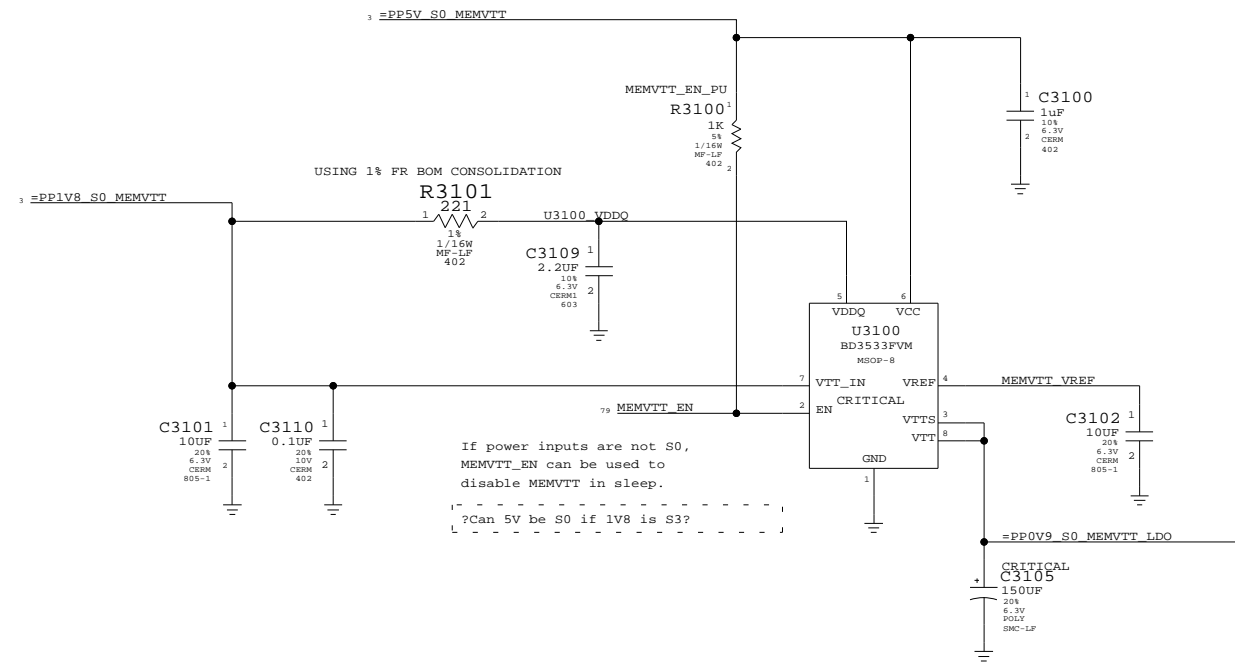 3 =PP5V_S0_MEMVTT
MEMVTT_EN_PU
R3100 1
1K
5%
1/16W
MF-LF
402 2
1 C3100
1uF
10%
6.3V
2 CERM
402
USING 1% FR BOM CONSOLIDATION
3 =PP1V8_S0_MEMVTT
R3101
1 221 2
1%
1/16W
MF-LF
402
U3100_VDDQ
C3109 1
2.2UF
10%
6.3V 2
CERM1
603
5 6
VDDQ VCC
U3100
BD3533FVM
MSOP-8
7 VTT_IN VREF 4 MEMVTT_VREF
79 MEMVTT_EN 2 EN
CRITICAL
VTTS 3
VTT 8
GND
1
C3101 1
10UF
20%
6.3V
CERM 2
805-1
C3110 1
0.1UF
20%
10V
CERM 2
402
C3102 1
10UF
20%
6.3V
CERM 2
805-1
If power inputs are not S0,
MEMVTT_EN can be used to
disable MEMVTT in sleep.
?Can 5V be S0 if 1V8 is S3?
=PP0V9_S0_MEMVTT_LDO
CRITICAL
+ C3105
150UF
20%
6.3V
POLY
SMC-LF